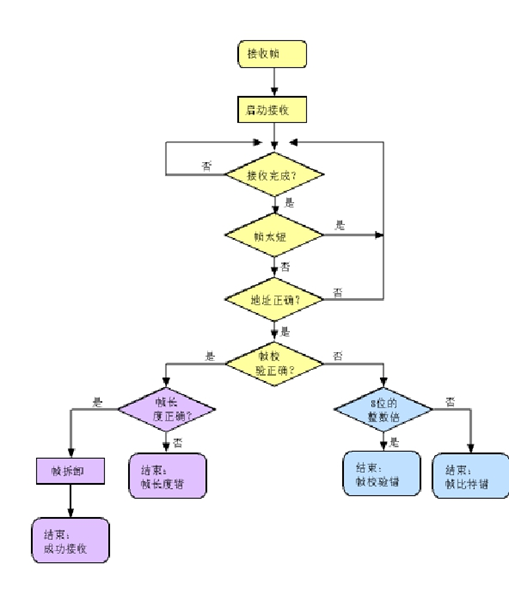 接收帧
启动接收
否
接收完成？
是
帧太短
是
否
地址正确？
否
是
是
帧校
验正确？
否
是
帧长
度正确？
8位的
整数倍
否
否
是
帧拆卸
结束：
帧长度错
结束：
帧校验错
结束：
帧比特错
结束：
成功接收